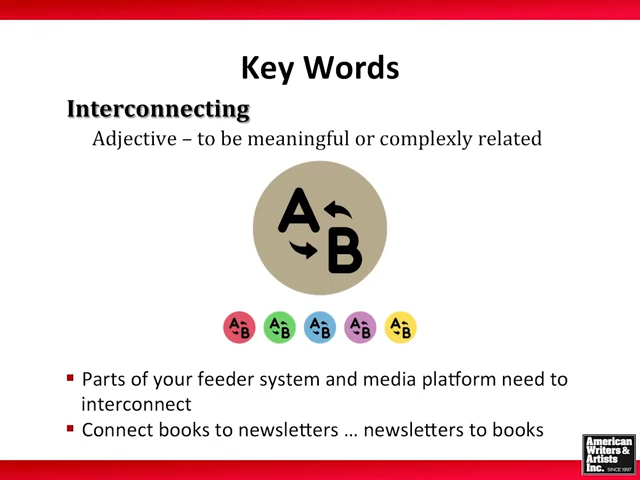 Key Words
Interconnecting
Adjective – to be meaningful or complexly related
A
B
A B A B A B A B A B
▪ Parts of your feeder system and media platform need to
interconnect
▪ Connect books to newsletters … newsletters to books
American
Writers &
Artists
Inc. SINCE 1997